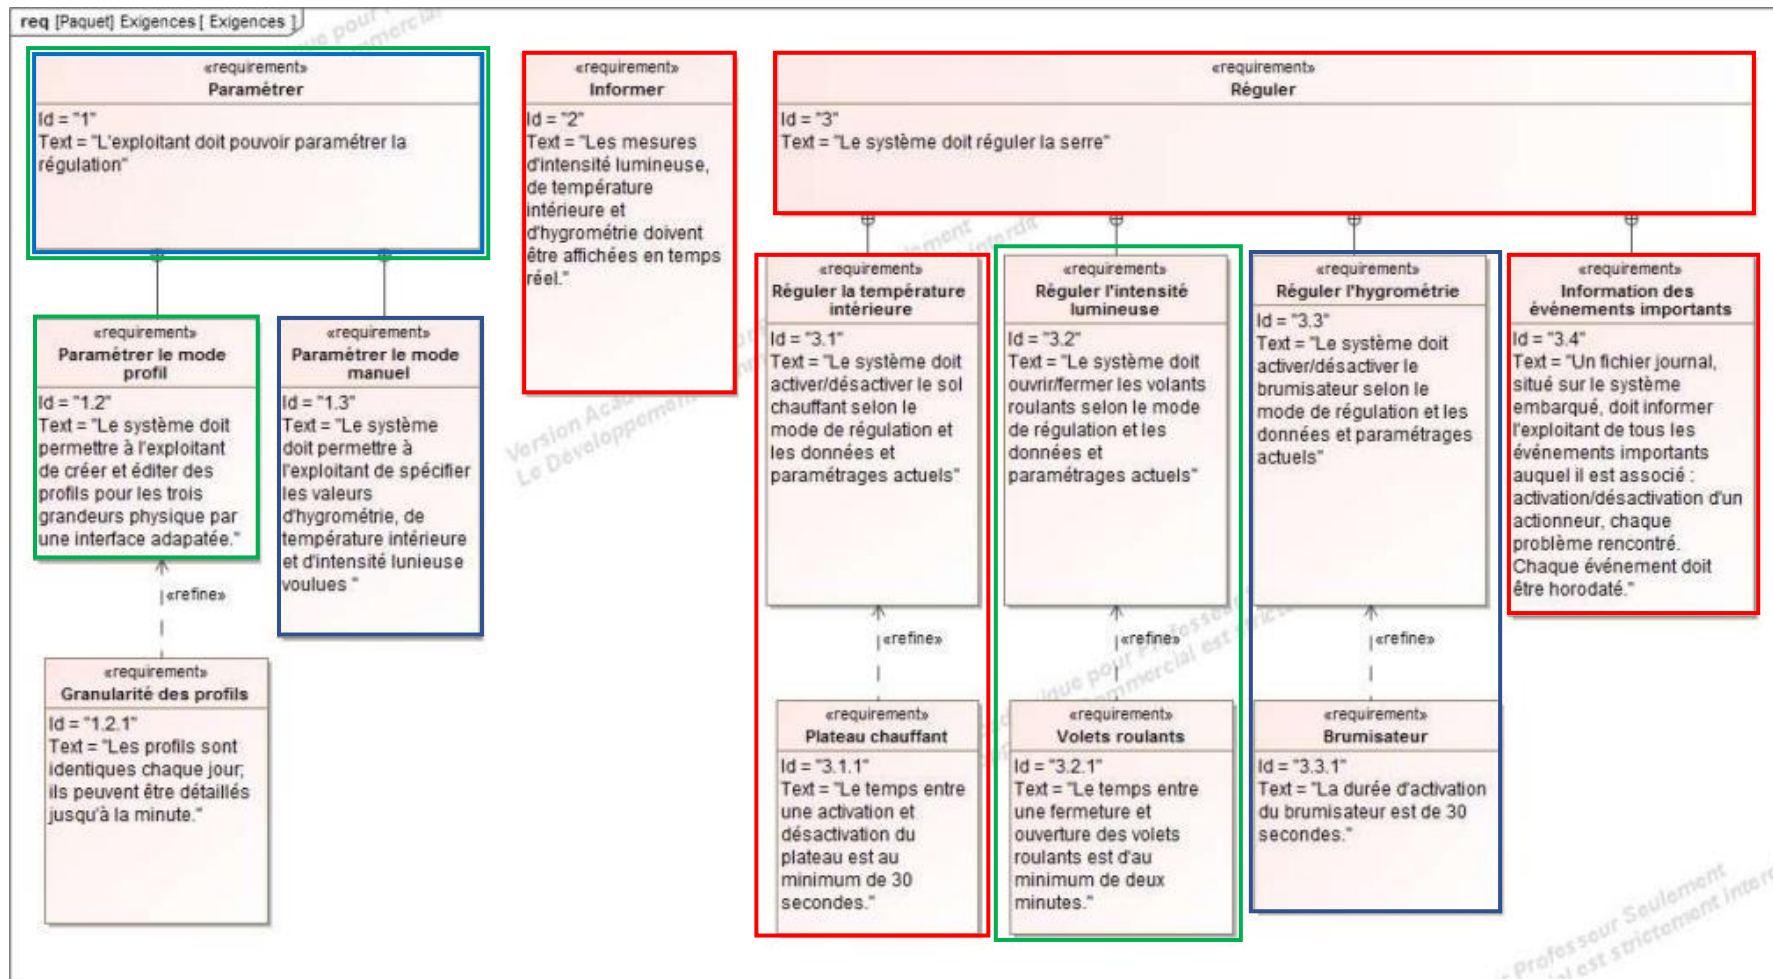 req [Paquet] Exigences [ Exigences ]
«requirement»
Paramétrer
Id = "1"
Text = "L'exploitant doit pouvoir paramétrer la
régulation"
«requirement»
Informer
Id = "2"
Text = "Les mesures
d'intensité lumineuse,
de température
intérieure et
d'hygrométrie doivent
être affichées en temps
réel."
«requirement»
Réguler
Id = "3"
Text = "Le système doit réguler la serre"
«requirement»
Paramétrer le mode
profil
Id = "1.2"
Text = "Le système doit
permettre à l'exploitant
de créer et éditer des
profils pour les trois
grandeurs physique par
une interface adapatée."
«requirement»
Paramétrer le mode
manuel
Id = "1.3"
Text = "Le système
doit permettre à
l'exploitant de spécifier
les valeurs
d'hygrométrie, de
température intérieure
et d'intensité lunieuse
voulues "
«refine»
«requirement»
Granularité des profils
Id = "1.2.1"
Text = "Les profils sont
identiques chaque jour;
ils peuvent être détaillés
jusqu'à la minute."
«requirement»
Réguler la température
intérieure
Id = "3.1"
Text = "Le système doit
activer/désactiver le sol
chauffant selon le
mode de régulation et
les données et
paramétrages actuels"
«refine»
«requirement»
Plateau chauffant
Id = "3.1.1"
Text = "Le temps entre
une activation et
désactivation du
plateau est au
minimum de 30
secondes."
«requirement»
Réguler l'intensité
lumineuse
Id = "3.2"
Text = "Le système doit
ouvrir/fermer les volants
roulants selon le mode
de régulation et les
données et
paramétrages actuels"
«refine»
«requirement»
Volets roulants
Id = "3.2.1"
Text = "Le temps entre
une fermeture et
ouverture des volets
roulants est d'au
minimum de deux
minutes."
«requirement»
Réguler l'hygrométrie
Id = "3.3"
Text = "Le système doit
activer/désactiver le
brumisateur selon le
mode de régulation et les
données et paramétrages
actuels"
«refine»
«requirement»
Brumisateur
Id = "3.3.1"
Text = "La durée d'activation
du brumisateur est de 30
secondes."
«requirement»
Information des
événements importants
Id = "3.4"
Text = "Un fichier journal,
situé sur le système
embarqué, doit informer
l'exploitant de tous les
événements importants
auquel il est associé :
activation/désactivation d'un
actionneur, chaque
problème rencontré.
Chaque événement doit
être horodaté."